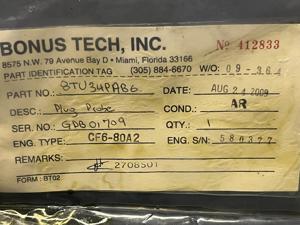 BONUS TECH, INC. № 412833
8575 N.W. 79 Avenue Bay D • Miami, Florida 33166
PART IDENTIFICATION TAG (305) 884-6670 W/O: 09-364
PART NO.: 8TU34PAB6 DATE: AUG 24 2009
DESC.: Plug Probe COND.: AR
SER. NO.: GDB01709 QTY.: 1
ENG. TYPE: CF6-80A2 ENG. S/N: 580327
REMARKS: 2708501
FORM: BT02